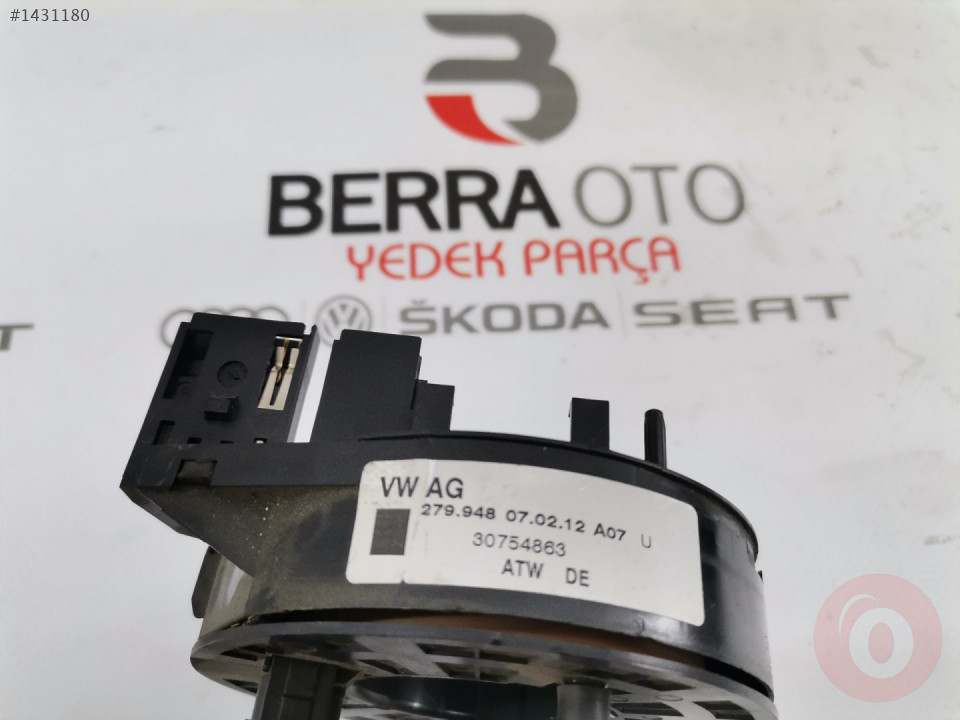 #1431180
BERRA OTO
YEDEK PARÇA
ŠKODA SEAT
VW AG
279.948 07.02.12 A07 U
30754863
ATW DE